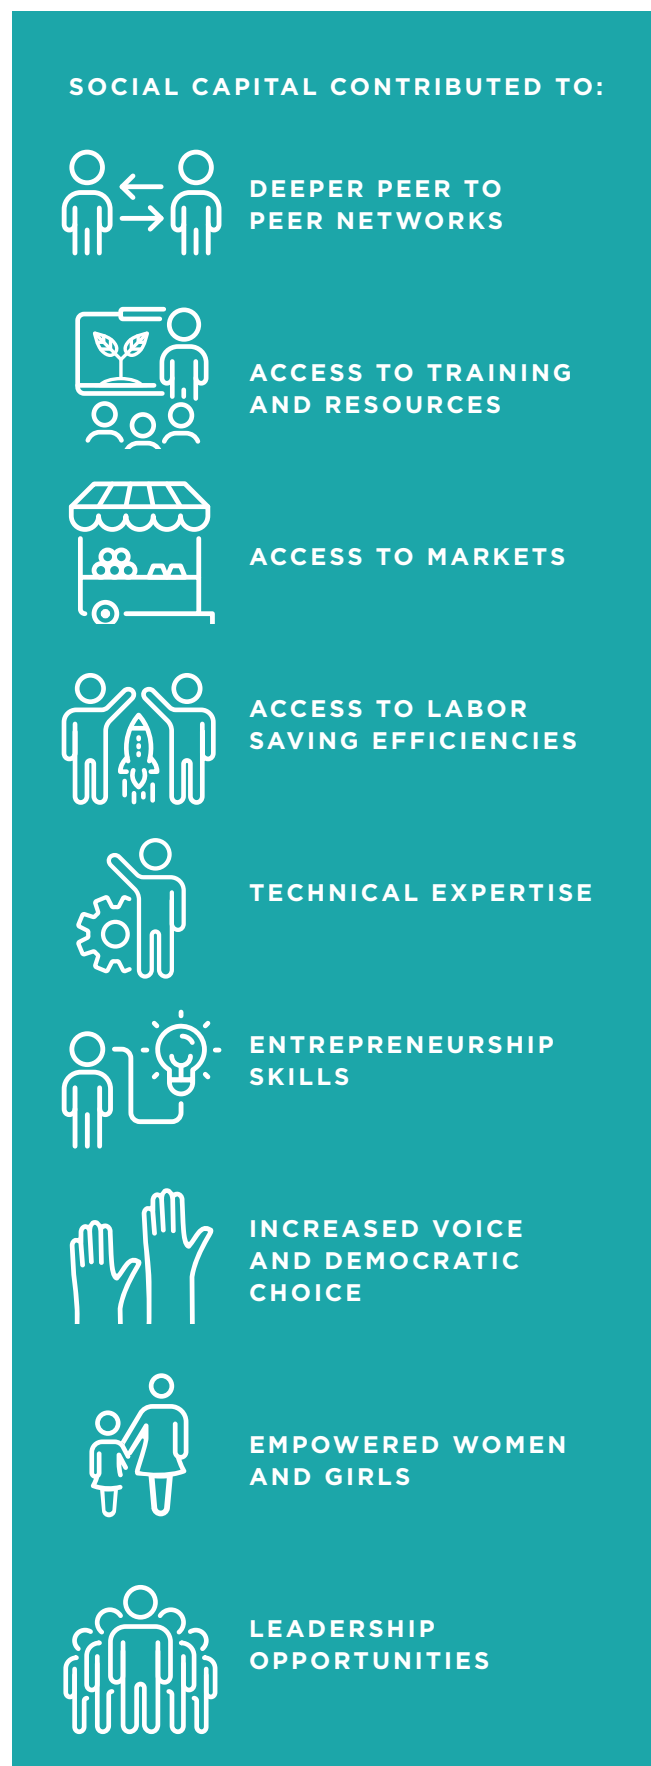 SOCIAL CAPITAL CONTRIBUTED TO:
DEEPER PEER TO
PEER NETWORKS
ACCESS TO TRAINING
AND RESOURCES
ACCESS TO MARKETS
ACCESS TO LABOR
SAVING EFFICIENCIES
TECHNICAL EXPERTISE
ENTREPRENEURSHIP
SKILLS
INCREASED VOICE
AND DEMOCRATIC
CHOICE
EMPOWERED WOMEN
AND GIRLS
LEADERSHIP
OPPORTUNITIES